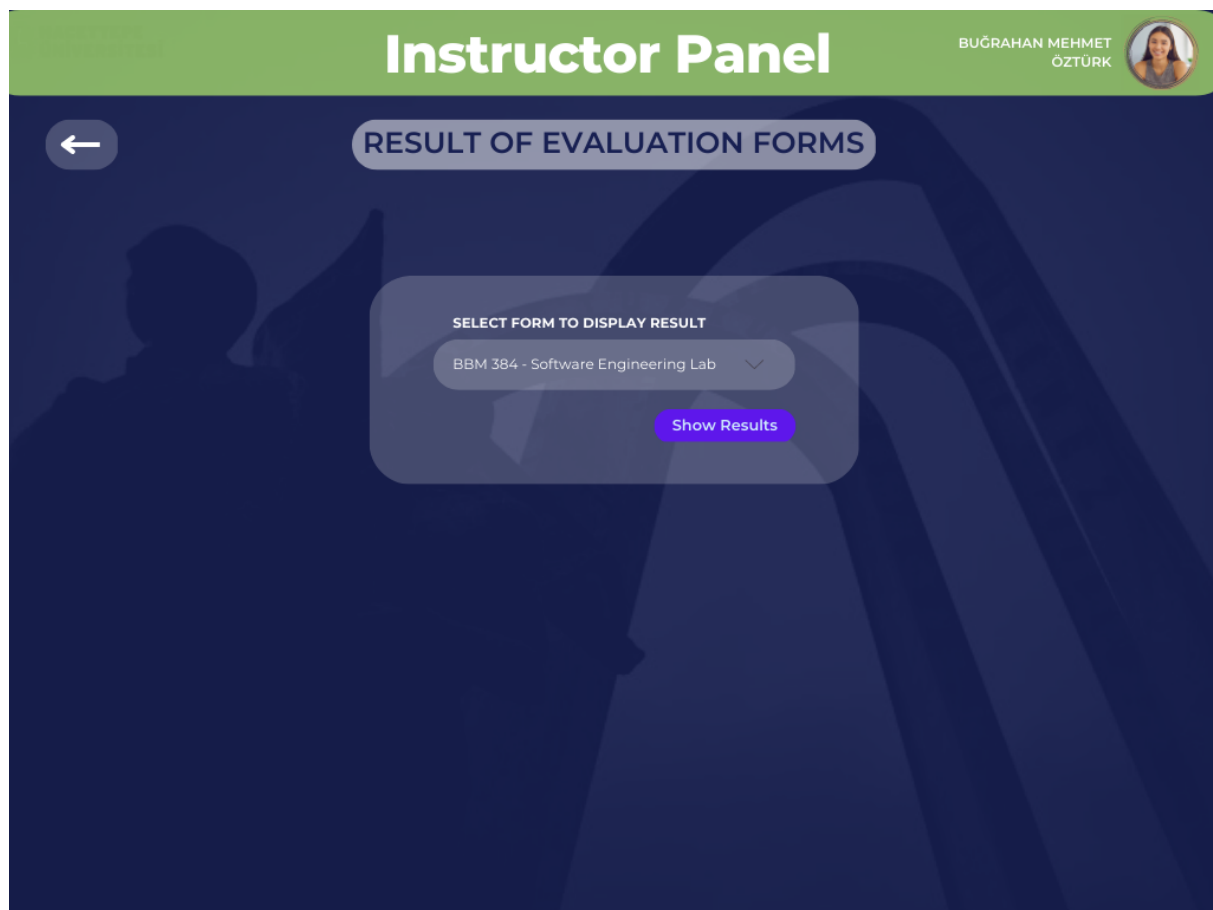 Instructor Panel
BUĞRAHAN MEHMET
ÖZTÜRK
RESULT OF EVALUATION FORMS
SELECT FORM TO DISPLAY RESULT
BBM 384 - Software Engineering Lab
Show Results